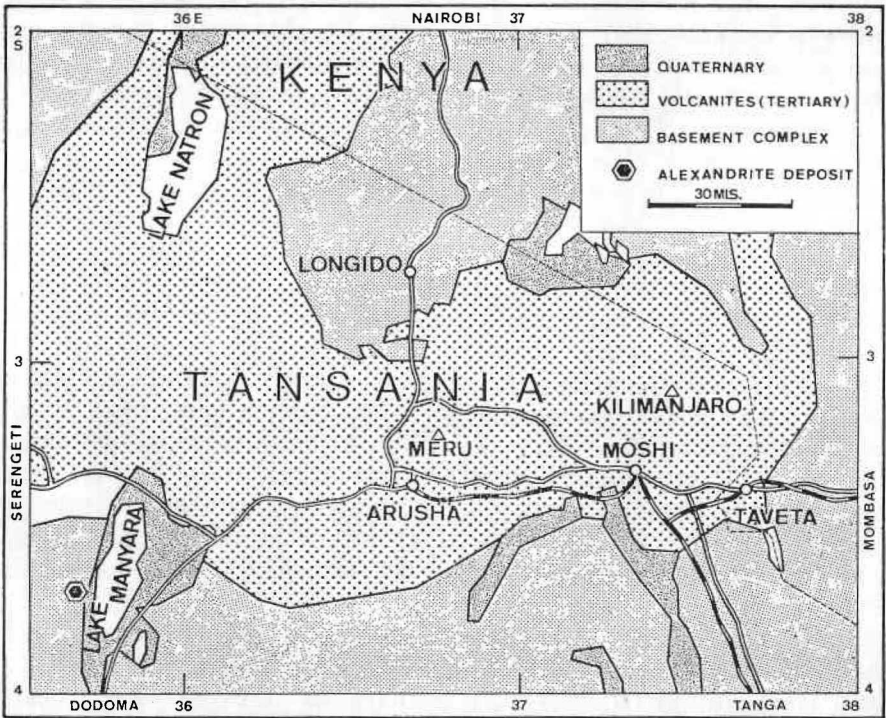 36 E NAIROBI 37 38
2
S
2
KENYA
QUATERNARY
VOLCANITES (TERTIARY)
BASEMENT COMPLEX
ALEXANDRITE DEPOSIT
30 MLS.
LAKE NATRON
LONGIDO
3
3
TANSANIA
KILIMANJARO
MERU
MOSHI
SERENGETI
ARUSHA
TAVETA
MOMBASA
LAKE MANYARA
4
4
DODOMA 36 37 TANGA 38